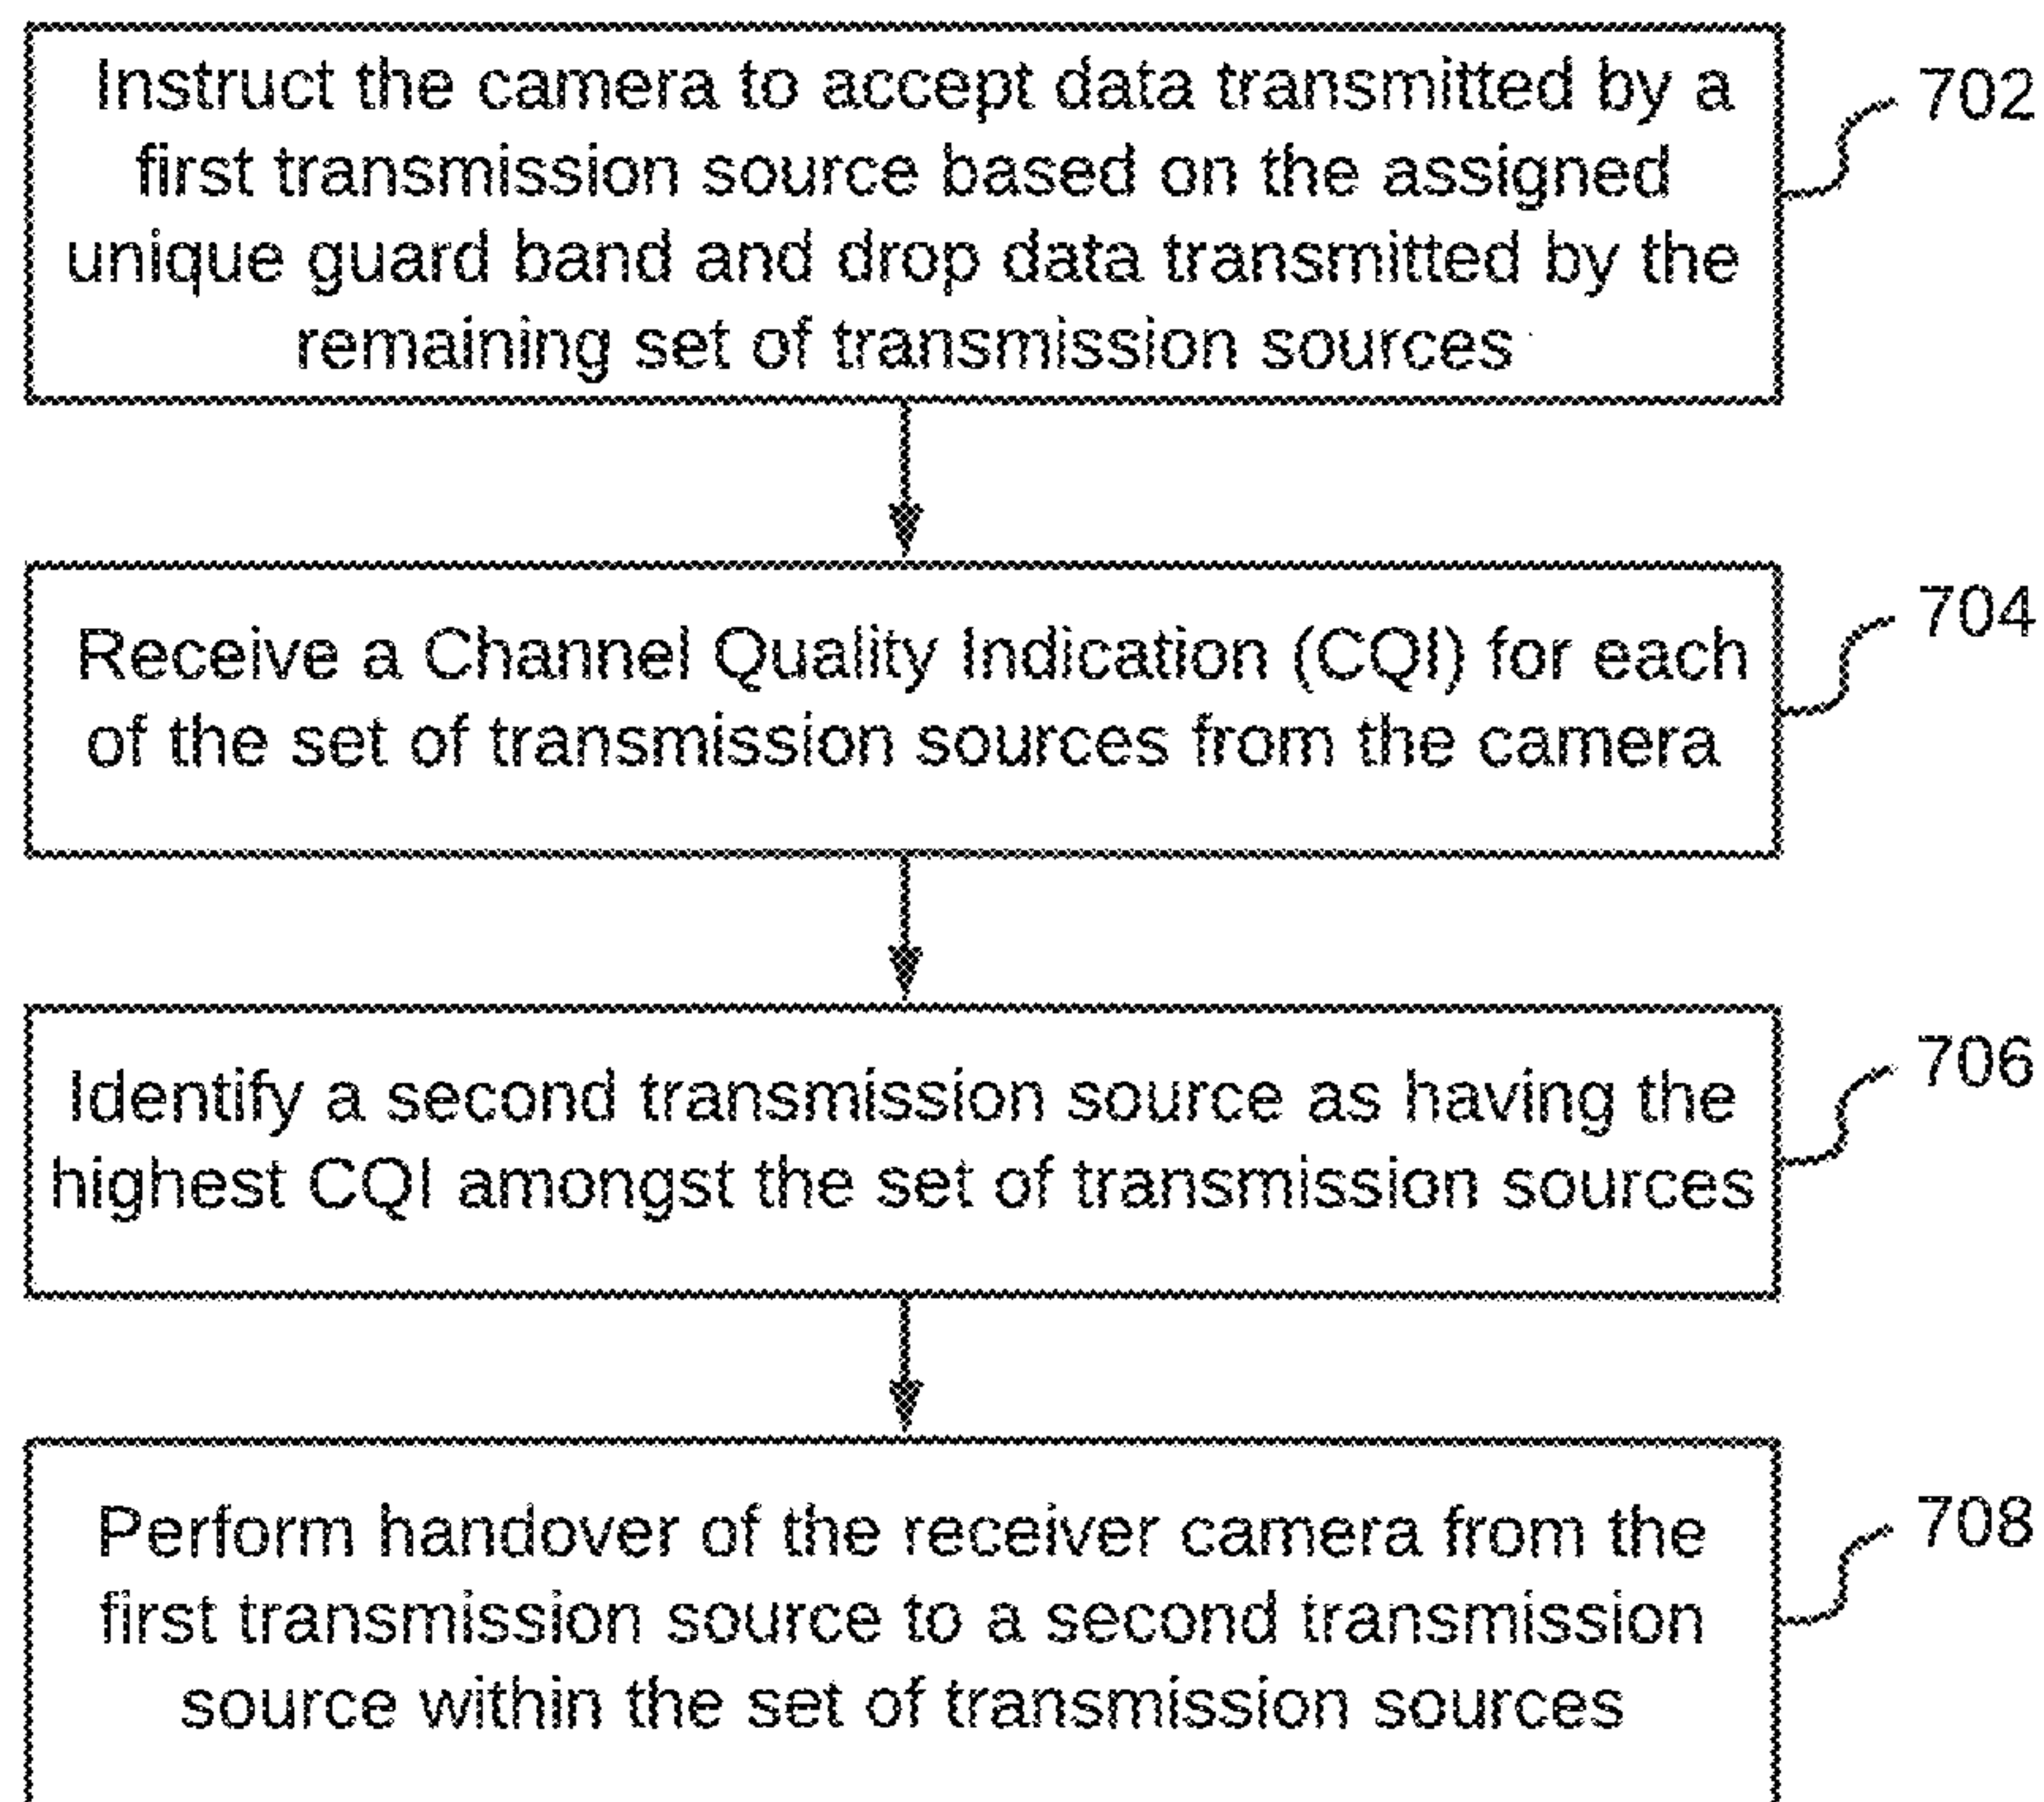 Instruct the camera to accept data transmitted by a
first transmission source based on the assigned
unique guard band and drop data transmitted by the
remaining set of transmission sources
702
Receive a Channel Quality Indication (CQI) for each
of the set of transmission sources from the camera
704
Identify a second transmission source as having the
highest CQI amongst the set of transmission sources
706
Perform handover of the receiver camera from the
first transmission source to a second transmission
source within the set of transmission sources
708